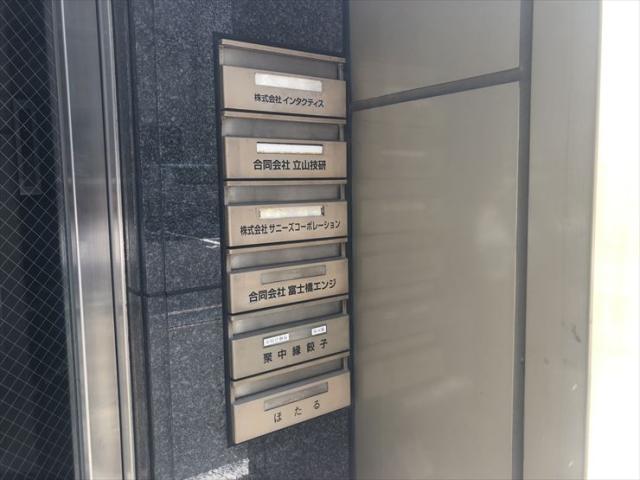 株式会社 インタクティス
合同会社 立山技研
株式会社 サニーズコーポレーション
合同会社 富士橋エンジ
聚中縁餃子
ほたる